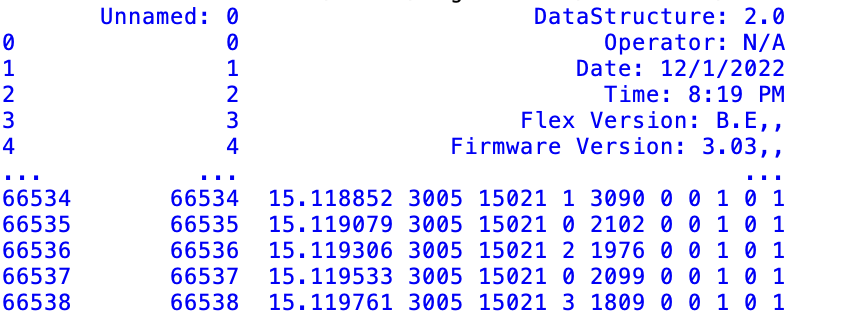 Unnamed: 0 DataStructure: 2.0
0 0 Operator: N/A
1 1 Date: 12/1/2022
2 2 Time: 8:19 PM
3 3 Flex Version: B.E,,
4 4 Firmware Version: 3.03,,
... ... ...
66534 66534 15.118852 3005 15021 1 3090 0 0 1 0 1
66535 66535 15.119079 3005 15021 0 2102 0 0 1 0 1
66536 66536 15.119306 3005 15021 2 1976 0 0 1 0 1
66537 66537 15.119533 3005 15021 0 2099 0 0 1 0 1
66538 66538 15.119761 3005 15021 3 1809 0 0 1 0 1